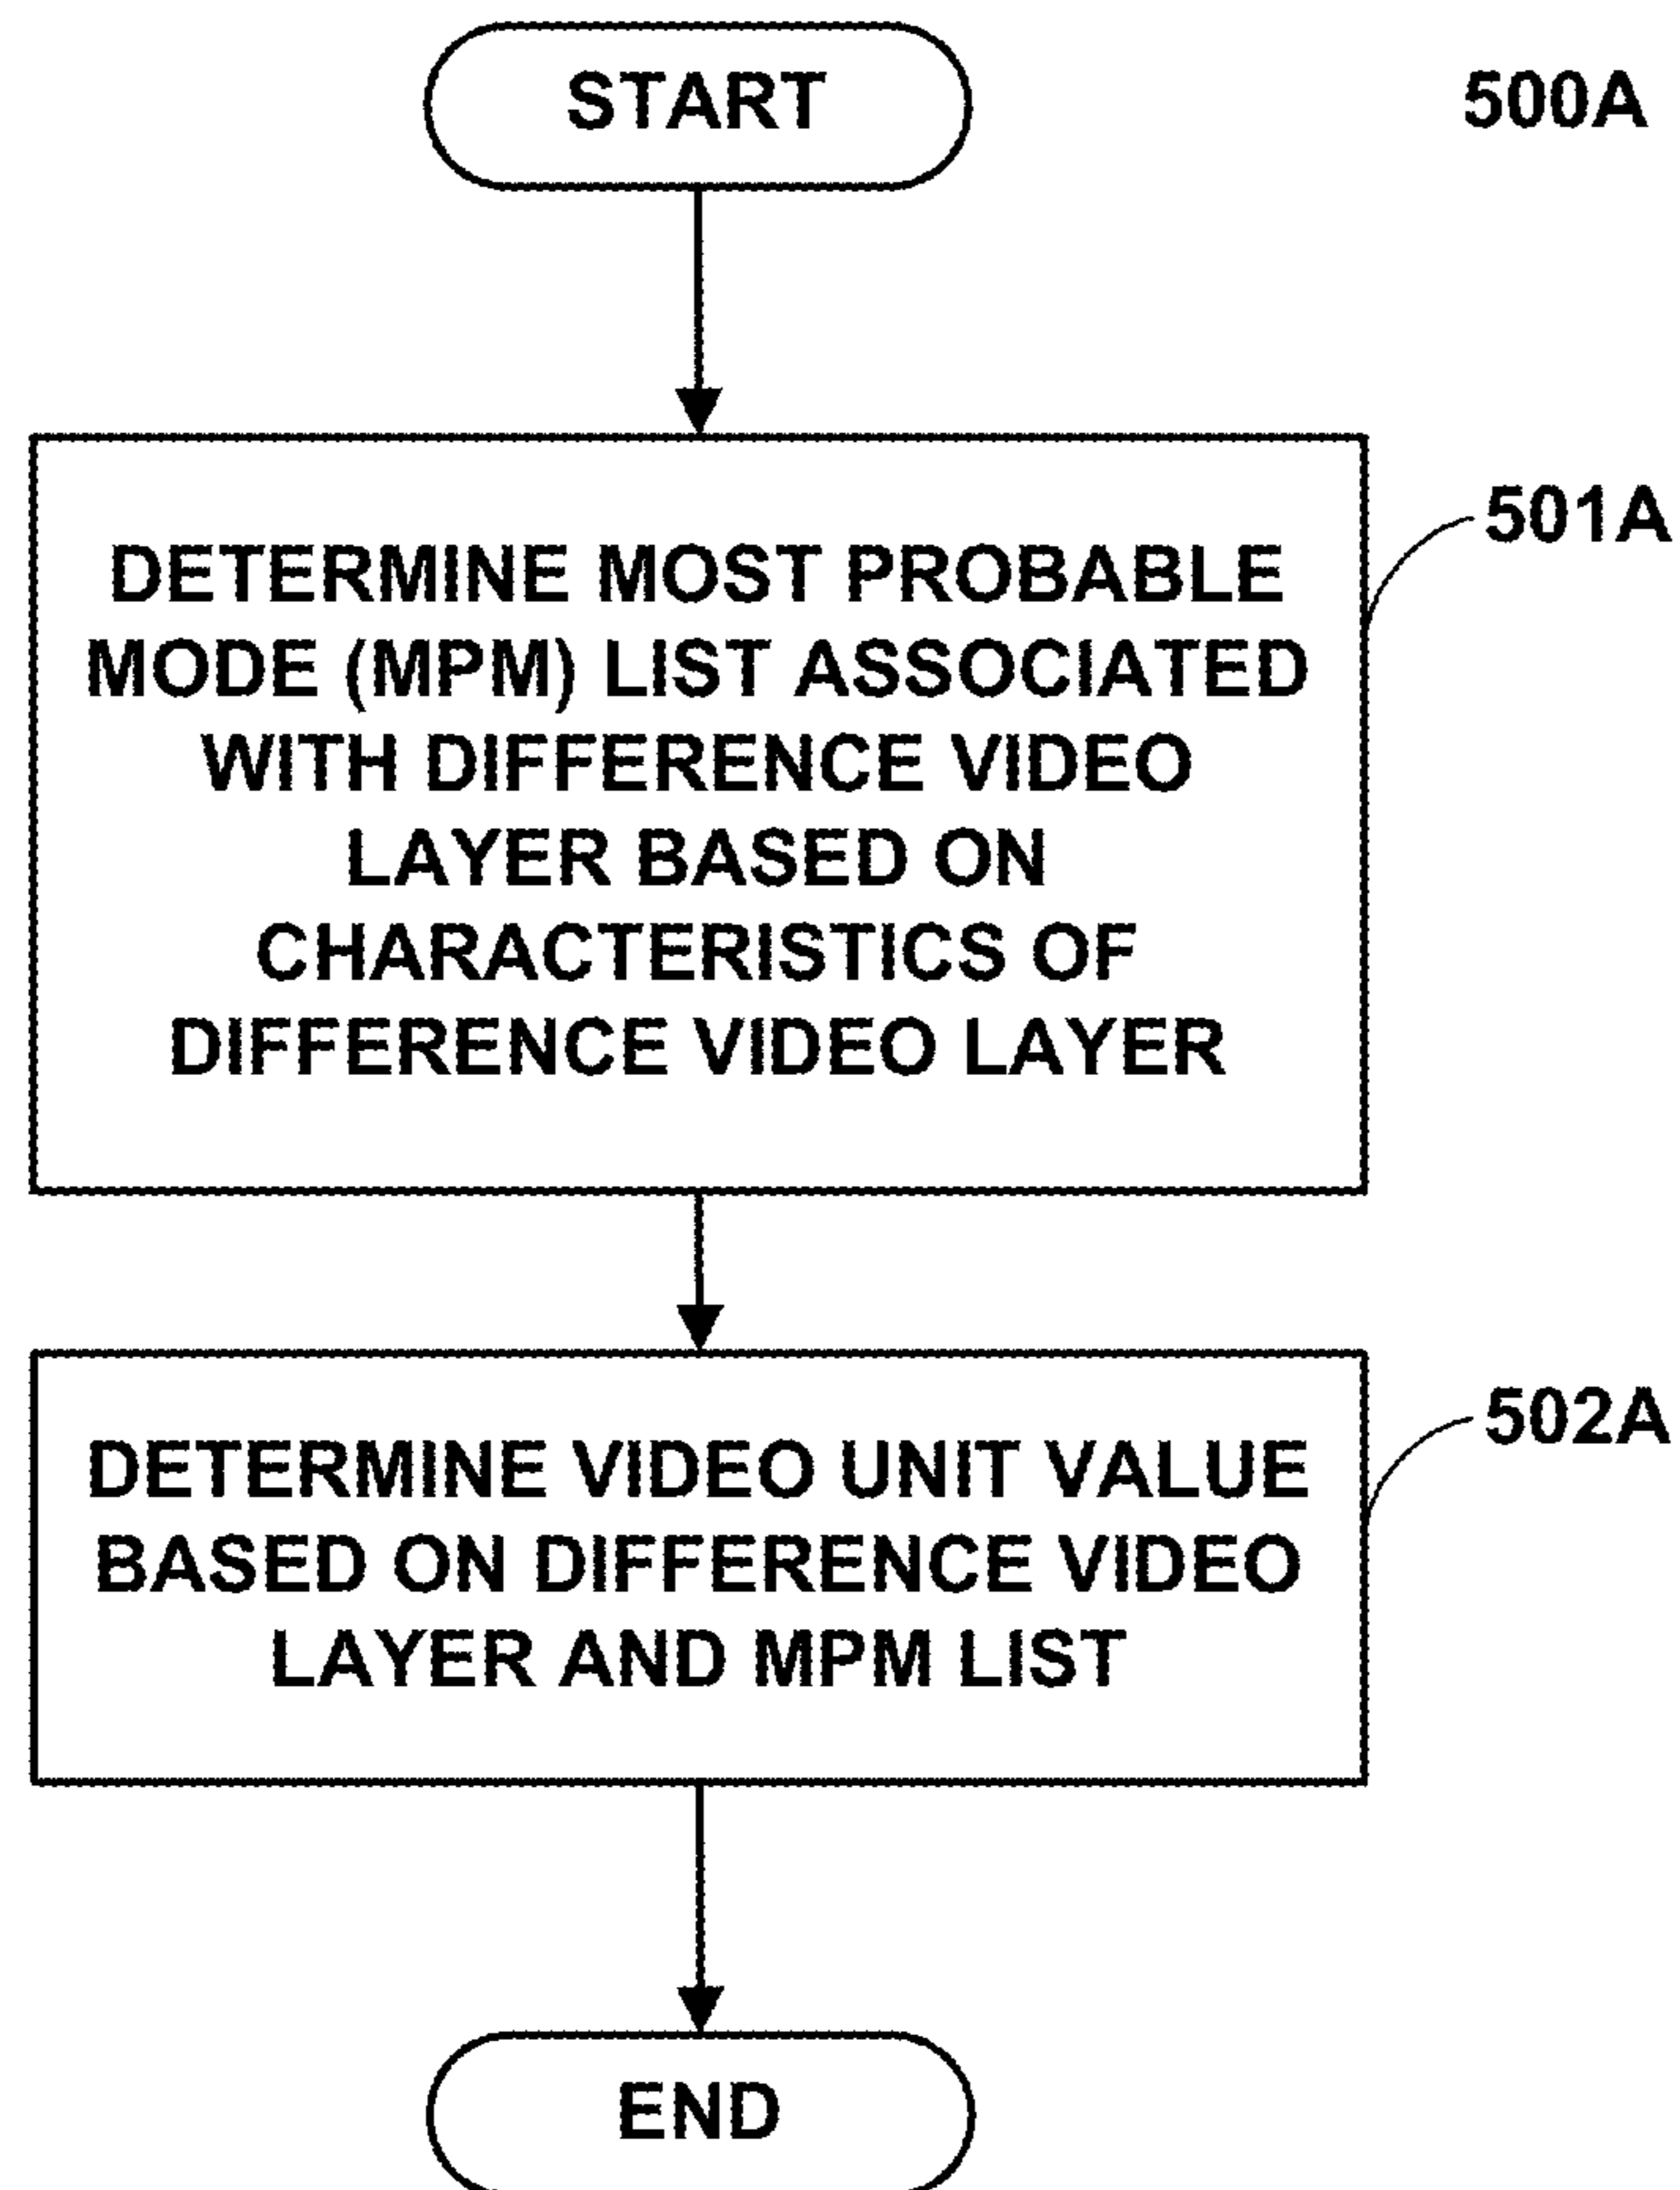 START
500A
DETERMINE MOST PROBABLE
MODE (MPM) LIST ASSOCIATED
WITH DIFFERENCE VIDEO
LAYER BASED ON
CHARACTERISTICS OF
DIFFERENCE VIDEO LAYER
501A
DETERMINE VIDEO UNIT VALUE
BASED ON DIFFERENCE VIDEO
LAYER AND MPM LIST
502A
END